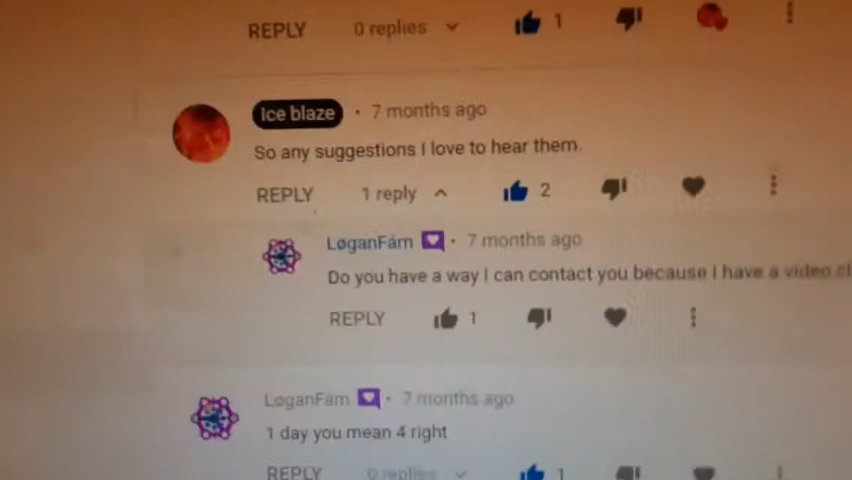 REPLY 0 replies 1
Ice blaze · 7 months ago
So any suggestions I love to hear them.
REPLY 1 reply 2
LøganFám · 7 months ago
Do you have a way I can contact you because I have a video
REPLY 1
LøganFám · 7 months ago
1 day you mean 4 right
REPLY 0 replies 1